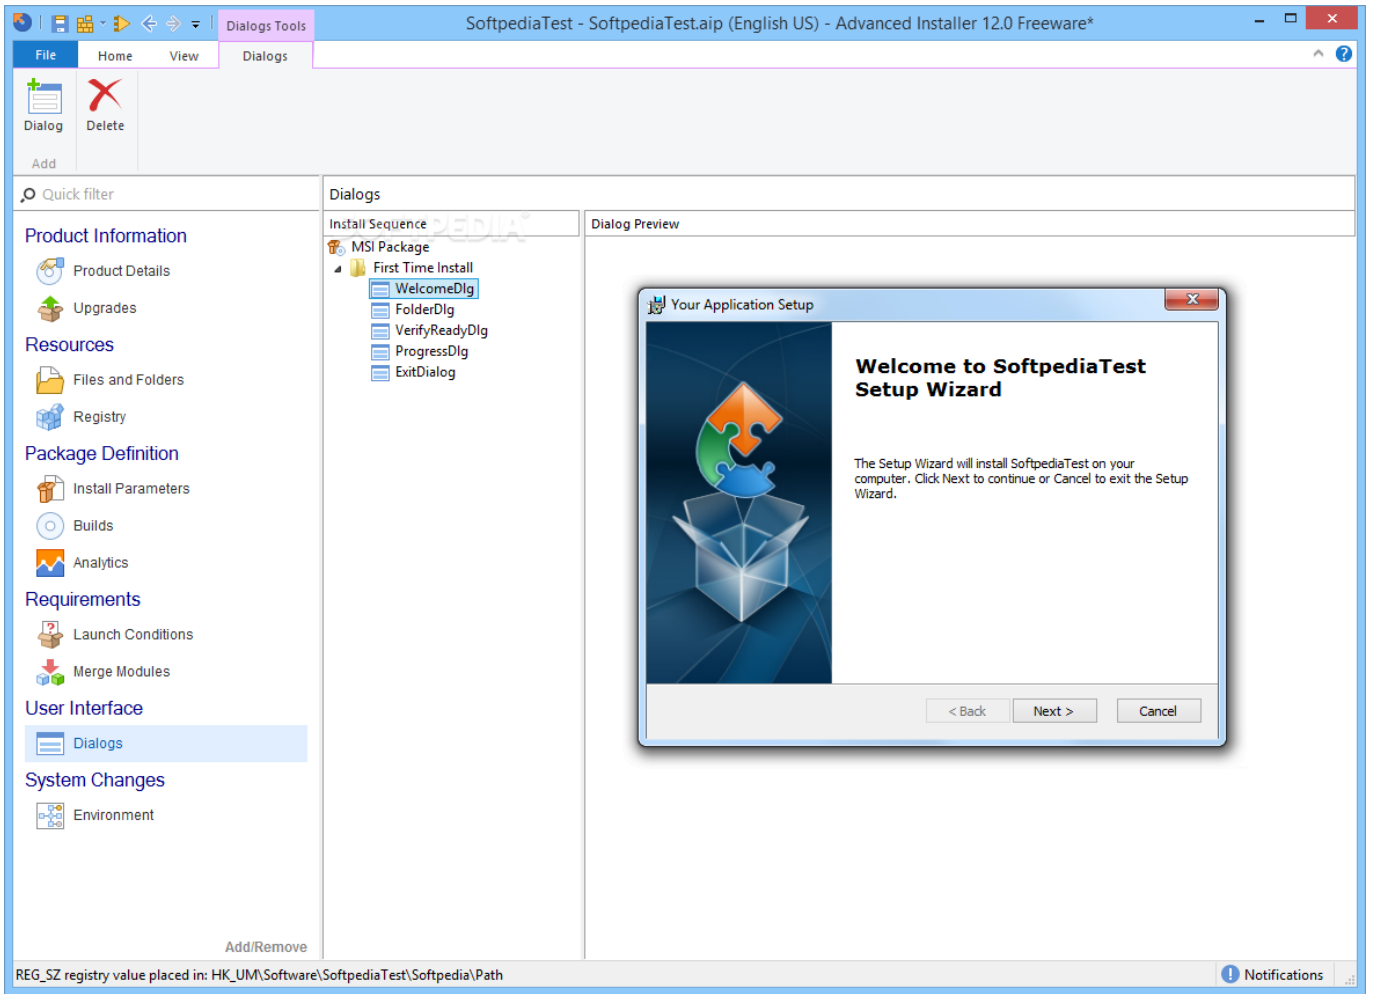 Dialogs Tools
SoftpediaTest - SoftpediaTest.aip (English US) - Advanced Installer 12.0 Freeware*
File
Home
View
Dialogs
Dialog
Delete
Add
Quick filter
Product Information
Product Details
Upgrades
Resources
Files and Folders
Registry
Package Definition
Install Parameters
Builds
Analytics
Requirements
Launch Conditions
Merge Modules
User Interface
Dialogs
System Changes
Environment
Add/Remove
Dialogs
Install Sequence
SOFTPEDIA
MSI Package
First Time Install
WelcomeDlg
FolderDlg
VerifyReadyDlg
ProgressDlg
ExitDialog
Dialog Preview
Your Application Setup
Welcome to SoftpediaTest
Setup Wizard
The Setup Wizard will install SoftpediaTest on your
computer. Click Next to continue or Cancel to exit the Setup
Wizard.
< Back
Next >
Cancel
REG_SZ registry value placed in: HK_UM\Software\SoftpediaTest\Softpedia\Path
Notifications